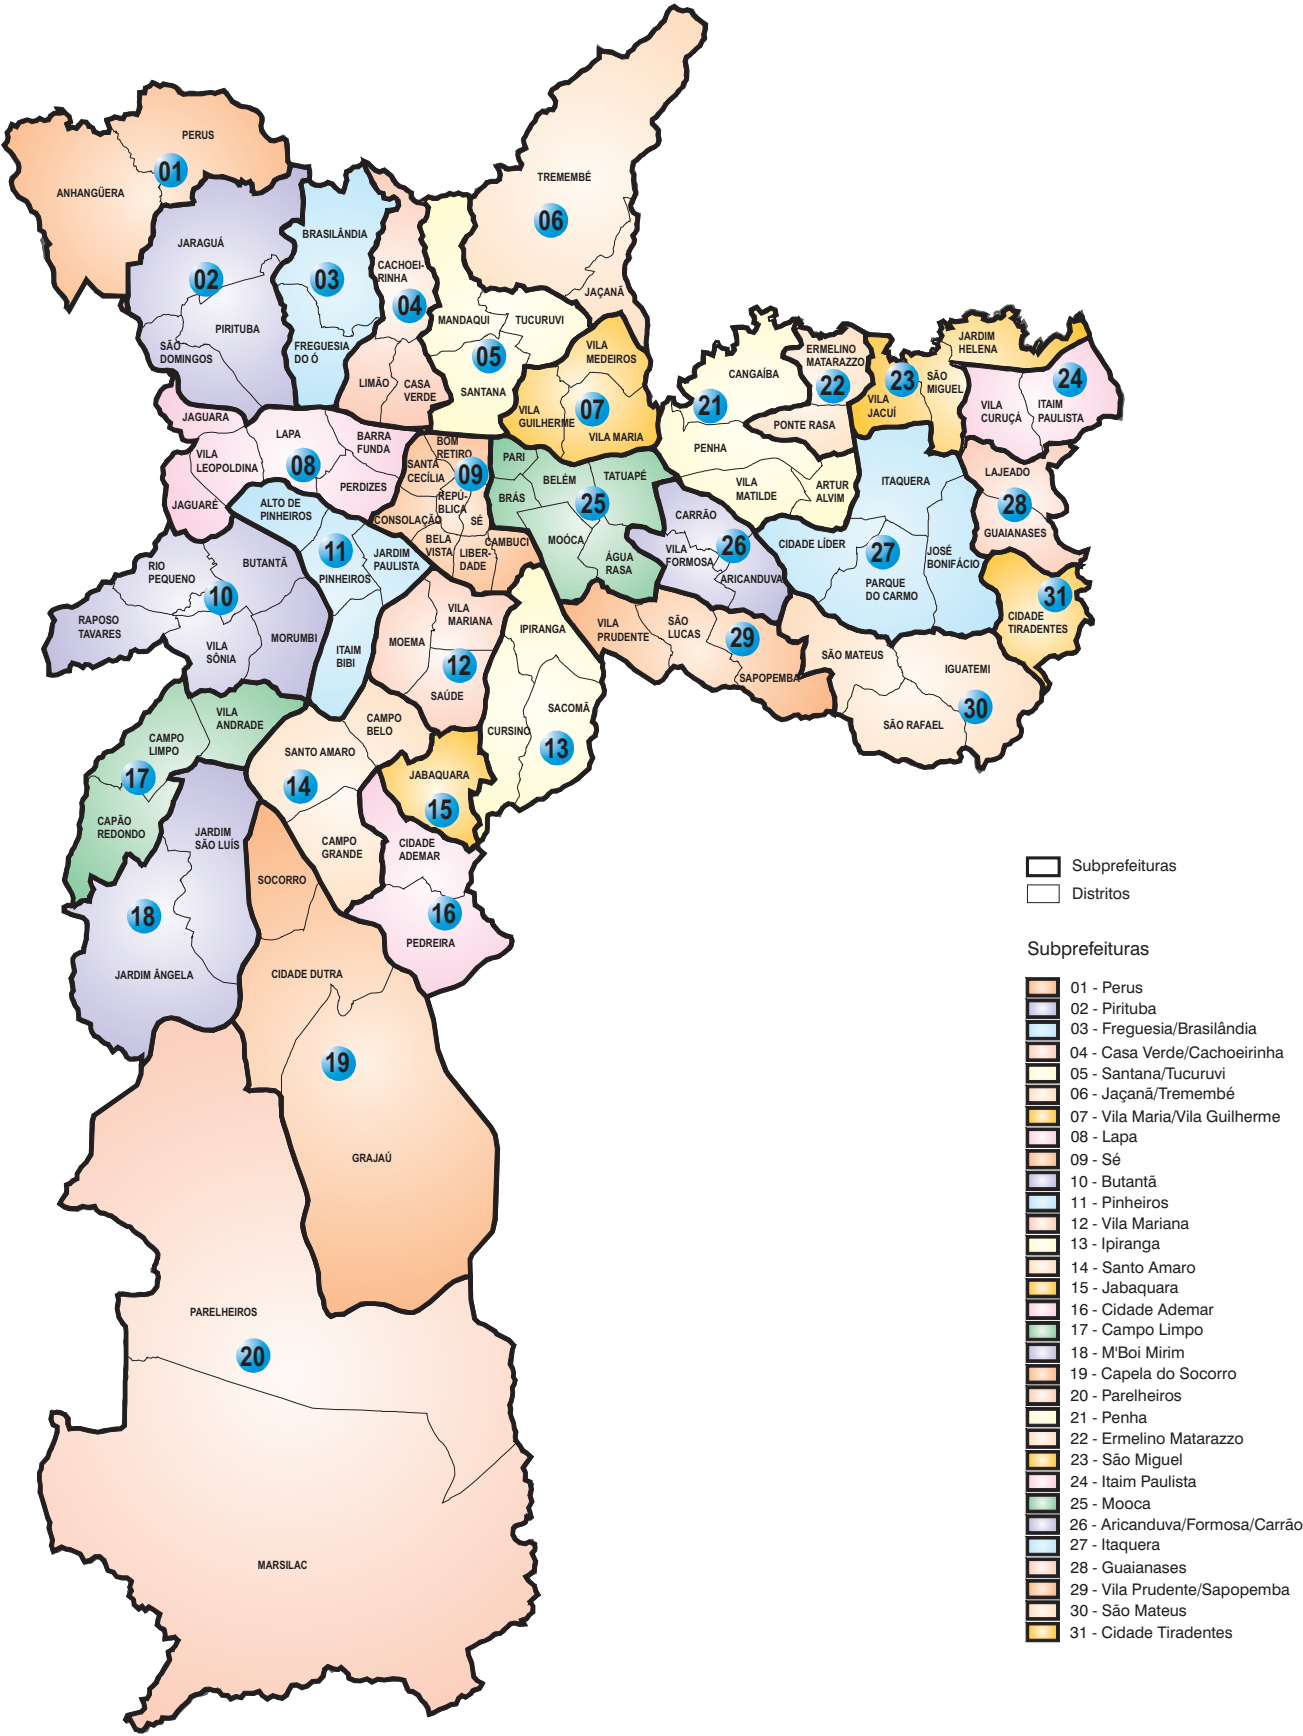 PERUS
01
ANHANGÜERA
TREMEMBÉ
06
JAÇANÃ
JARAGUÁ
02
PIRITUBA
SÃO
DOMINGOS
BRASILÂNDIA
03
FREGUESIA
DO Ó
CACHOEI-
RINHA
04
LIMÃO
CASA
VERDE
MANDAQUI
TUCURUVI
05
SANTANA
VILA
MEDEIROS
VILA
GUILHERME
07
VILA MARIA
CANGAÍBA
21
PENHA
VILA
MATILDE
ARTUR
ALVIM
ERMELINO
MATARAZZO
22
PONTE RASA
JARDIM
HELENA
23
SÃO
MIGUEL
VILA
JACUÍ
24
VILA
CURUÇÁ
ITAIM
PAULISTA
JAGUARA
LAPA
BARRA
FUNDA
VILA
LEOPOLDINA
08
PERDIZES
JAGUARÉ
BOM
RETIRO
SANTA
CECÍLIA
09
REPÚ-
BLICA
CONSOLAÇÃO
SÉ
BELA
VISTA
LIBER-
DADE
CAMBUCI
PARI
BELÉM
TATUAPÉ
BRÁS
25
MOÓCA
ÁGUA
RASA
CARRÃO
26
VILA
FORMOSA
ARICANDUVA
ITAQUERA
CIDADE LÍDER
27
JOSÉ
BONIFÁCIO
PARQUE
DO CARMO
LAJEADO
28
GUAIANASES
31
CIDADE
TIRADENTES
ALTO DE
PINHEIROS
11
PINHEIROS
JARDIM
PAULISTA
ITAIM
BIBI
RIO
PEQUENO
BUTANTÃ
10
RAPOSO
TAVARES
VILA
SÔNIA
MORUMBI
VILA
MARIANA
MOEMA
12
SAÚDE
IPIRANGA
SACOMÃ
CURSINO
13
VILA
PRUDENTE
SÃO
LUCAS
29
SAPOPEMBA
SÃO MATEUS
IGUATEMI
30
SÃO RAFAEL
VILA
ANDRADE
CAMPO
LIMPO
17
CAPÃO
REDONDO
CAMPO
BELO
SANTO AMARO
14
CAMPO
GRANDE
JABAQUARA
15
CIDADE
ADEMAR
16
PEDREIRA
JARDIM
SÃO LUÍS
18
JARDIM ÂNGELA
SOCORRO
CIDADE DUTRA
19
GRAJAÚ
PARELHEIROS
20
MARSILAC
Subprefeituras
Distritos
Subprefeituras
01 - Perus
02 - Pirituba
03 - Freguesia/Brasilândia
04 - Casa Verde/Cachoeirinha
05 - Santana/Tucuruvi
06 - Jaçanã/Tremembé
07 - Vila Maria/Vila Guilherme
08 - Lapa
09 - Sé
10 - Butantã
11 - Pinheiros
12 - Vila Mariana
13 - Ipiranga
14 - Santo Amaro
15 - Jabaquara
16 - Cidade Ademar
17 - Campo Limpo
18 - M'Boi Mirim
19 - Capela do Socorro
20 - Parelheiros
21 - Penha
22 - Ermelino Matarazzo
23 - São Miguel
24 - Itaim Paulista
25 - Mooca
26 - Aricanduva/Formosa/Carrão
27 - Itaquera
28 - Guaianases
29 - Vila Prudente/Sapopemba
30 - São Mateus
31 - Cidade Tiradentes